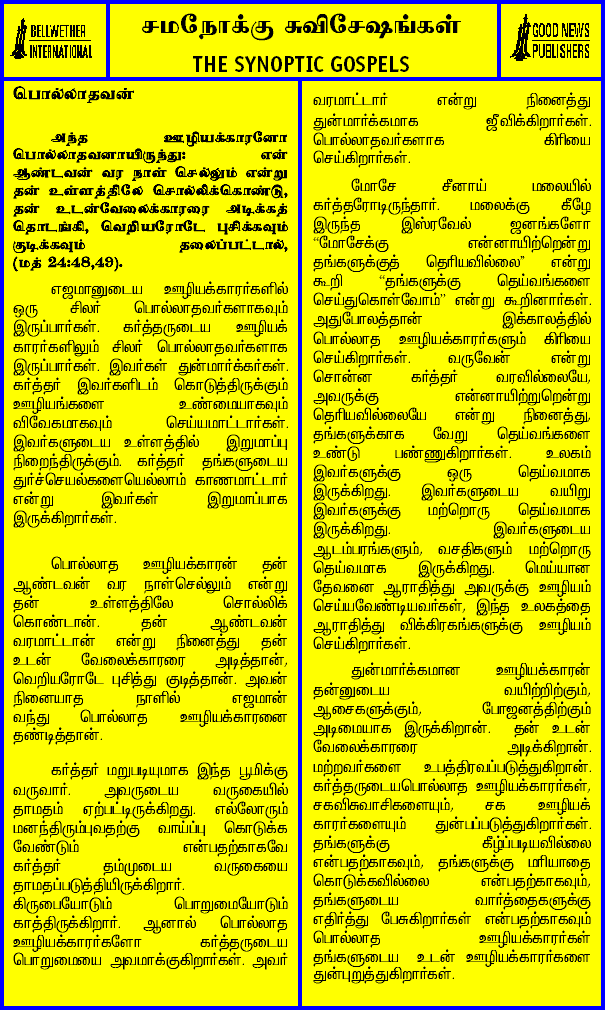 BELLWETHER
INTERNATIONAL
சமநோக்கு சுவிசேஷங்கள்
THE SYNOPTIC GOSPELS
GOOD NEWS
PUBLISHERS
பொல்லாதவன்
அந்த ஊழியக்காரனோ
பொல்லாதவனாயிருந்து: என்
ஆண்டவன் வர நாள் செல்லும் என்று
தன் உள்ளத்திலே சொல்லிக்கொண்டு,
தன் உடன்வேலைக்காரரை அடிக்கத்
தொடங்கி, வெறியரோடே புசிக்கவும்
குடிக்கவும் தலைப்பட்டால்,
(மத் 24:48,49).
எஜமானுடைய ஊழியக்காரர்களில்
ஒரு சிலர் பொல்லாதவர்களாகவும்
இருப்பார்கள். கர்த்தருடைய ஊழியக்
காரர்களிலும் சிலர் பொல்லாதவர்களாக
இருப்பார்கள். இவர்கள் துன்மார்க்கர்கள்.
கர்த்தர் இவர்களிடம் கொடுத்திருக்கும்
ஊழியங்களை உண்மையாகவும்
விவேகமாகவும் செய்யமாட்டார்கள்.
இவர்களுடைய உள்ளத்தில் இறுமாப்பு
நிறைந்திருக்கும். கர்த்தர் தங்களுடைய
துர்ச்செயல்களையெல்லாம் காணமாட்டார்
என்று இவர்கள் இறுமாப்பாக
இருக்கிறார்கள்.
பொல்லாத ஊழியக்காரன் தன்
ஆண்டவன் வர நாள்செல்லும் என்று
தன் உள்ளத்திலே சொல்லிக்
கொண்டான். தன் ஆண்டவன்
வரமாட்டான் என்று நினைத்து தன்
உடன் வேலைக்காரரை அடித்தான்,
வெறியரோடே புசித்து குடித்தான். அவன்
நினையாத நாளில் எஜமான்
வந்து பொல்லாத ஊழியக்காரனை
தண்டித்தான்.
கர்த்தர் மறுபடியுமாக இந்த பூமிக்கு
வருவார். அவருடைய வருகையில்
தாமதம் ஏற்பட்டிருக்கிறது. எல்லோரும்
மனந்திரும்புவதற்கு வாய்ப்பு கொடுக்க
வேண்டும் என்பதற்காகவே
கர்த்தர் தம்முடைய வருகையை
தாமதப்படுத்தியிருக்கிறார்.
கிருபையோடும் பொறுமையோடும்
காத்திருக்கிறார். ஆனால் பொல்லாத
ஊழியக்காரர்களோ கர்த்தருடைய
பொறுமையை அவமாக்குகிறார்கள். அவர்
வரமாட்டார் என்று நினைத்து
துன்மார்க்கமாக ஜீவிக்கிறார்கள்.
பொல்லாதவர்களாக கிரியை
செய்கிறார்கள்.
மோசே சீனாய் மலையில்
கர்த்தரோடிருந்தார். மலைக்கு கீழே
இருந்த இஸ்ரவேல் ஜனங்களோ
“மோசேக்கு என்னாயிற்றென்று
தங்களுக்குத் தெரியவில்லை” என்று
கூறி “தங்களுக்கு தெய்வங்களை
செய்துகொள்வோம்” என்று கூறினார்கள்.
அதுபோலத்தான் இக்காலத்தில்
பொல்லாத ஊழியக்காரர்களும் கிரியை
செய்கிறார்கள். வருவேன் என்று
சொன்ன கர்த்தர் வரவில்லையே,
அவருக்கு என்னாயிற்றுறென்று
தெரியவில்லையே என்று நினைத்து,
தங்களுக்காக வேறு தெய்வங்களை
உண்டு பண்ணுகிறார்கள். உலகம்
இவர்களுக்கு ஒரு தெய்வமாக
இருக்கிறது. இவர்களுடைய வயிறு
இவர்களுக்கு மற்றொரு தெய்வமாக
இருக்கிறது. இவர்களுடைய
ஆடம்பரங்களும், வசதிகளும் மற்றொரு
தெய்வமாக இருக்கிறது. மெய்யான
தேவனை ஆராதித்து அவருக்கு ஊழியம்
செய்யவேண்டியவர்கள், இந்த உலகத்தை
ஆராதித்து விக்கிரகங்களுக்கு ஊழியம்
செய்கிறார்கள்.
துன்மார்க்கமான ஊழியக்காரன்
தன்னுடைய வயிற்றிற்கும்,
ஆசைகளுக்கும், போஜனத்திற்கும்
அடிமையாக இருக்கிறான். தன் உடன்
வேலைக்காரரை அடிக்கிறான்.
மற்றவர்களை உபத்திரவப்படுத்துகிறான்.
கர்த்தருடையபொல்லாத ஊழியக்காரர்கள்,
சகவிசுவாசிகளையும், சக ஊழியக்
காரர்களையும் துன்பப்படுத்துகிறார்கள்.
தங்களுக்கு கீழ்ப்படியவில்லை
என்பதற்காகவும், தங்களுக்கு மரியாதை
கொடுக்கவில்லை என்பதற்காகவும்,
தங்களுடைய வார்த்தைகளுக்கு
எதிர்த்து பேசுகிறார்கள் என்பதற்காகவும்
பொல்லாத ஊழியக்காரர்கள்
தங்களுடைய உடன் ஊழியக்காரர்களை
துன்புறுத்துகிறார்கள்.